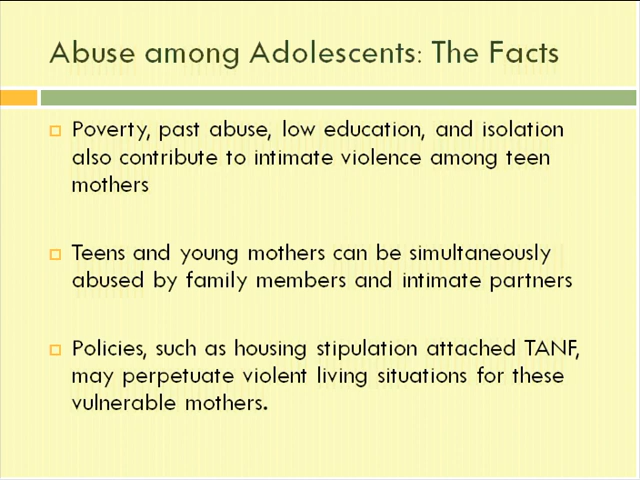 Abuse among Adolescents: The Facts
Poverty, past abuse, low education, and isolation
also contribute to intimate violence among teen
mothers
Teens and young mothers can be simultaneously
abused by family members and intimate partners
Policies, such as housing stipulation attached TANF,
may perpetuate violent living situations for these
vulnerable mothers.